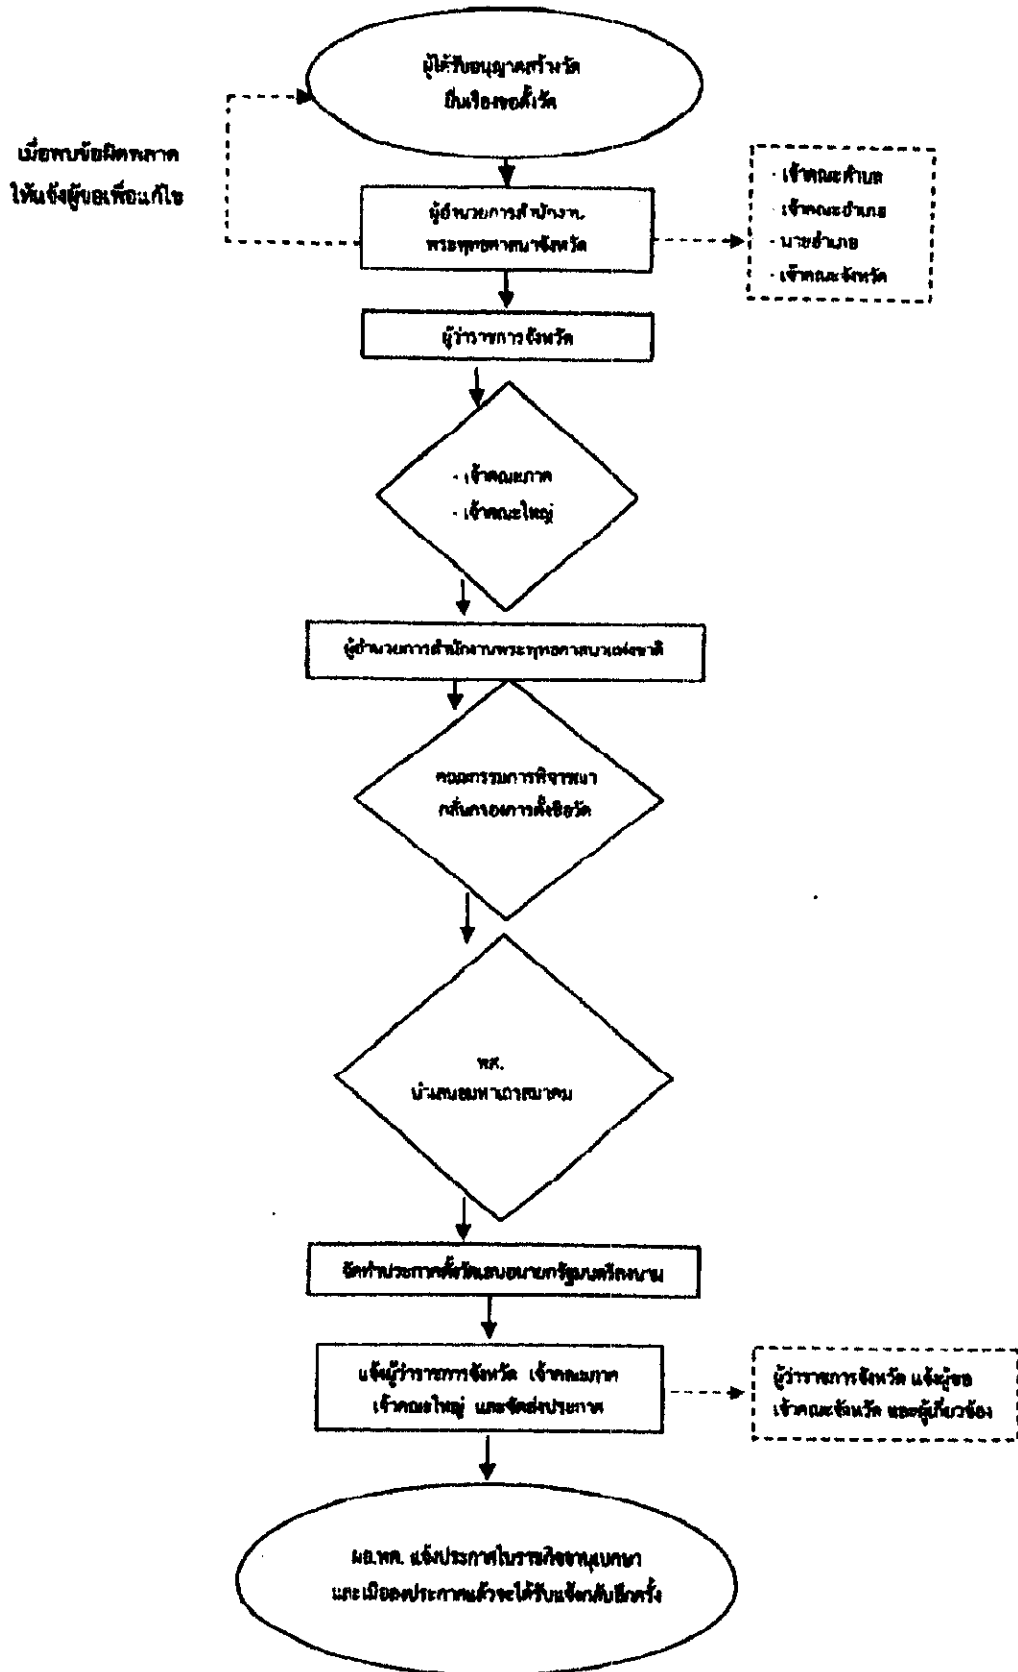 ผู้ได้รับอนุญาตสร้างวัด
ยื่นเรื่องขอตั้งวัด
เมื่อพบข้อผิดพลาด
ให้แจ้งผู้ขอเพื่อแก้ไข
ผู้อำนวยการสำนักงาน
พระพุทธศาสนาจังหวัด
- เจ้าคณะตำบล
- เจ้าคณะอำเภอ
- นายอำเภอ
- เจ้าคณะจังหวัด
ผู้ว่าราชการจังหวัด
- เจ้าคณะภาค
- เจ้าคณะใหญ่
ผู้อำนวยการสำนักงานพระพุทธศาสนาแห่งชาติ
คณะกรรมการพิจารณา
กลั่นกรองการตั้งชื่อวัด
พศ.
นำเสนอมหาเถรสมาคม
จัดทำประกาศตั้งวัดเสนอนายกรัฐมนตรีลงนาม
แจ้งผู้ว่าราชการจังหวัด เจ้าคณะภาค
เจ้าคณะใหญ่ และจัดส่งประกาศ
ผู้ว่าราชการจังหวัด แจ้งผู้ขอ
เจ้าคณะจังหวัด และผู้เกี่ยวข้อง
ผอ.พศ. แจ้งประกาศในราชกิจจานุเบกษา
และเมื่อลงประกาศแล้วจะได้รับแจ้งกลับอีกครั้ง